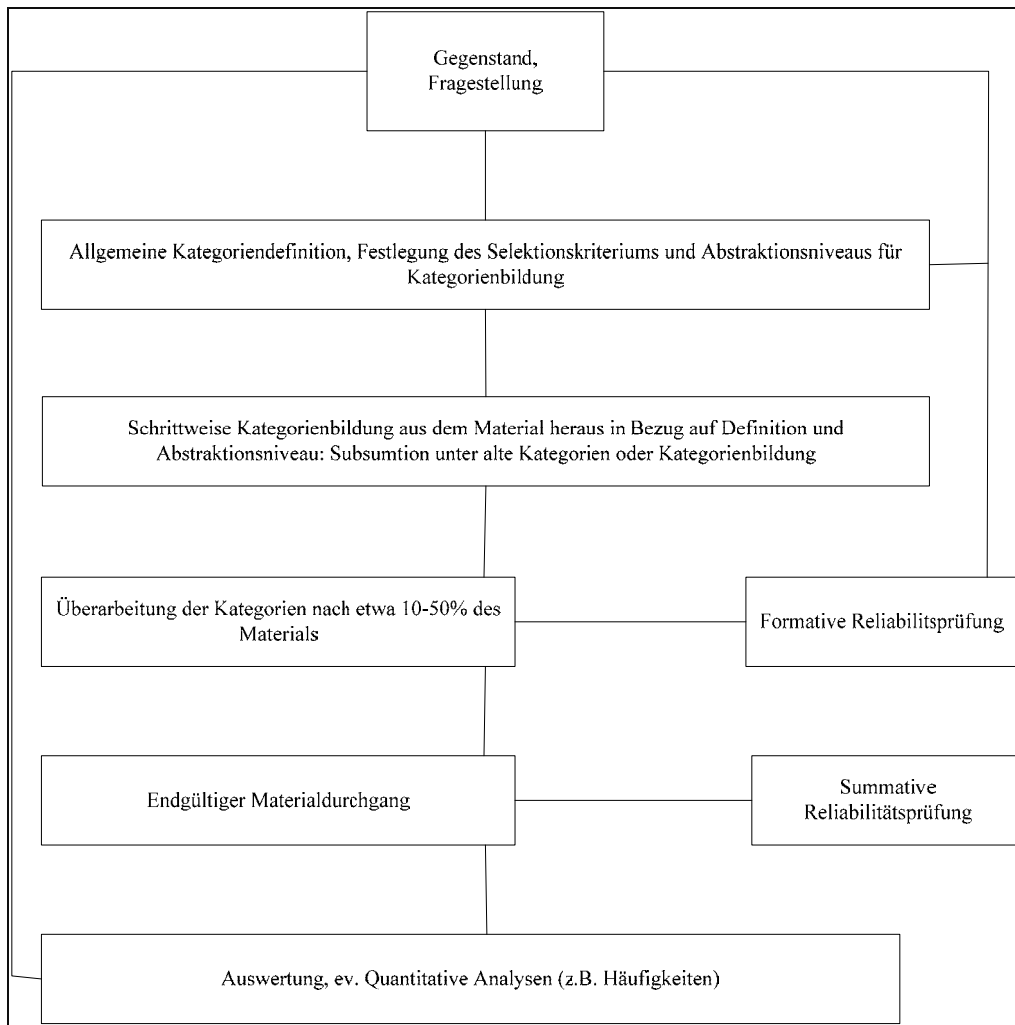 Gegenstand,
Fragestellung
Allgemeine Kategoriendefinition, Festlegung des Selektionskriteriums und Abstraktionsniveaus für
Kategorienbildung
Schrittweise Kategorienbildung aus dem Material heraus in Bezug auf Definition und
Abstraktionsniveau: Subsumtion unter alte Kategorien oder Kategorienbildung
Überarbeitung der Kategorien nach etwa 10-50% des
Materials
Formative Reliabilitsprüfung
Endgültiger Materialdurchgang
Summative
Reliabilitätsprüfung
Auswertung, ev. Quantitative Analysen (z.B. Häufigkeiten)